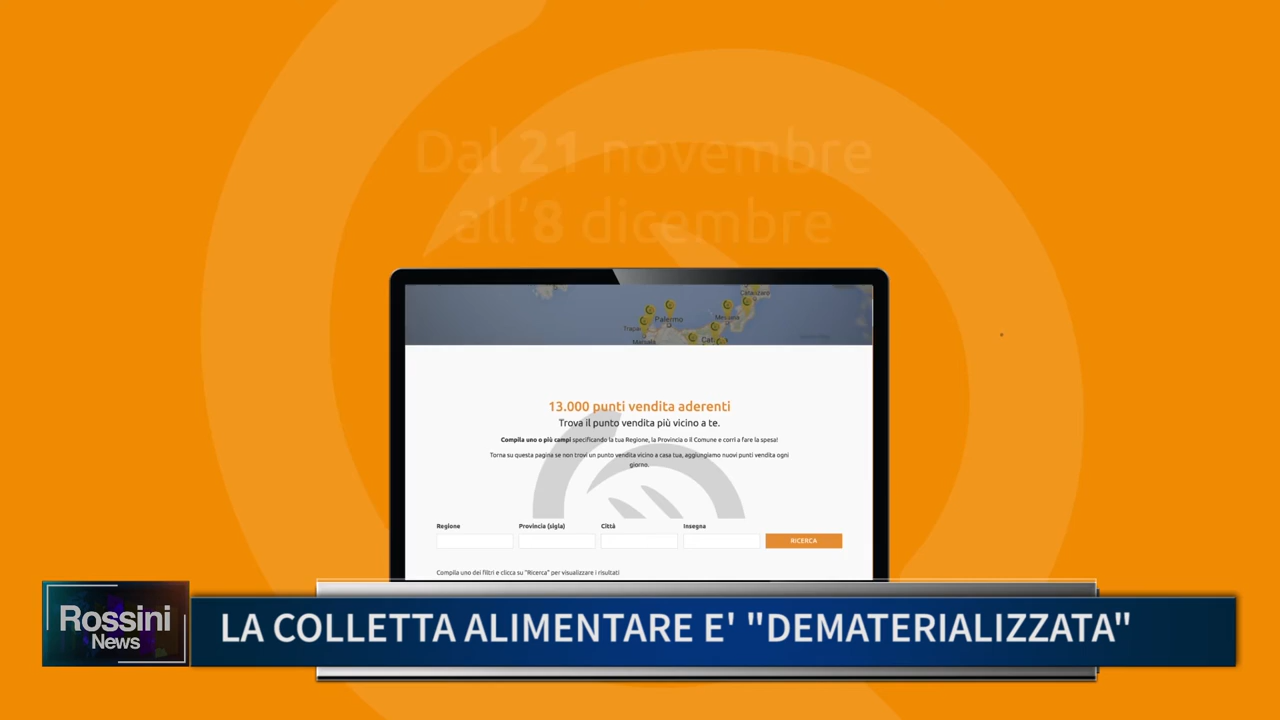 Dal 21 novembre
all'8 dicembre
Catanzaro
Palermo
Messina
Marsala
13.000 punti vendita aderenti
Trova il punto vendita più vicino a te.
Compila uno o più campi specificando la tua Regione, la Provincia o il Comune e corri a fare la spesa!
Torna su questa pagina se non trovi un punto vendita vicino a casa tua, aggiungiamo nuovi punti vendita ogni
giorno.
Regione Provincia (sigla) Città Insegna
RICERCA
Compila uno dei filtri e clicca su "Ricerca" per visualizzare i risultati
Rossini
News
LA COLLETTA ALIMENTARE E' "DEMATERIALIZZATA"